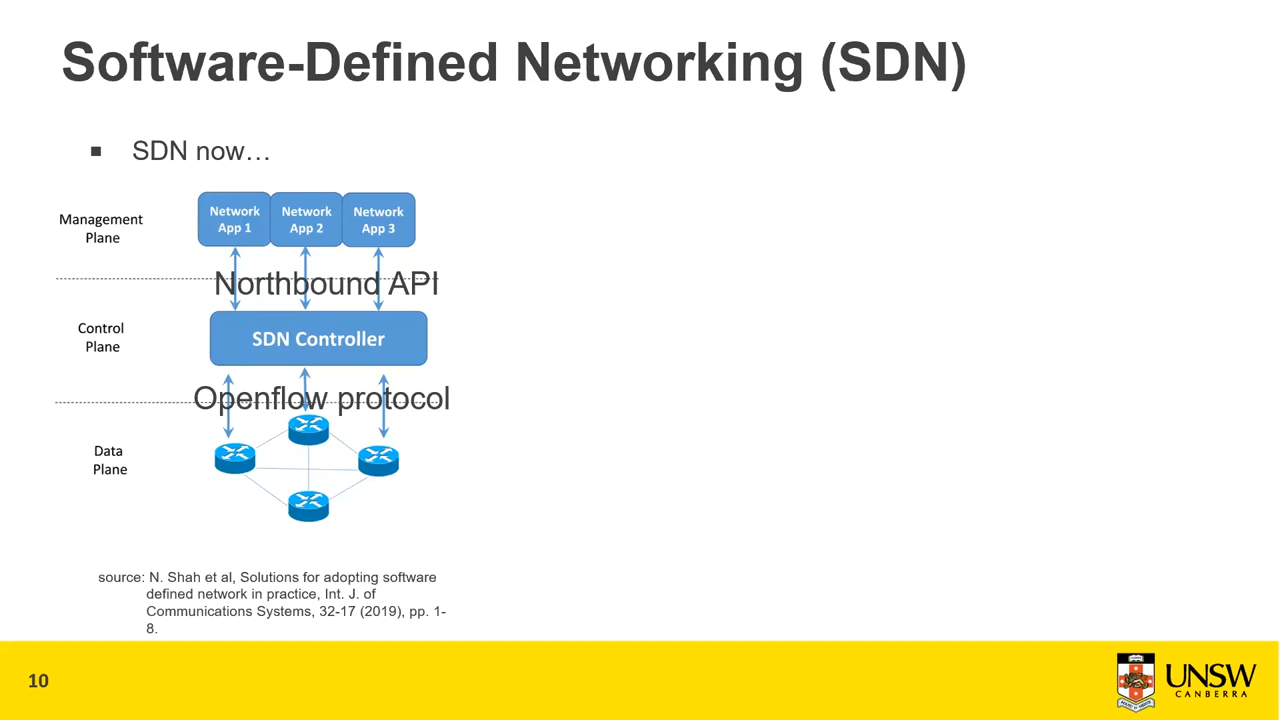 Software-Defined Networking (SDN)
▪ SDN now…
Management
Plane
Network
App 1
Network
App 2
Network
App 3
Northbound API
Control
Plane
SDN Controller
Openflow protocol
Data
Plane
source: N. Shah et al, Solutions for adopting software
defined network in practice, Int. J. of
Communications Systems, 32-17 (2019), pp. 1-
8.
10
UNSW
CANBERRA